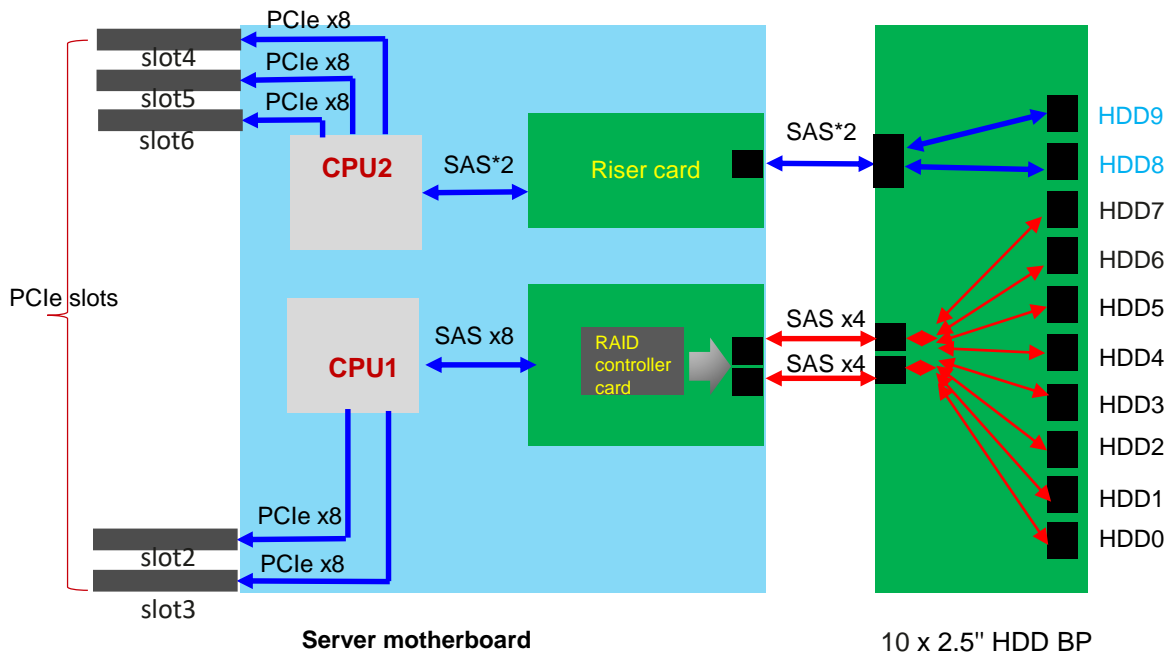 PCIe x8
slot4
PCIe x8
slot5
PCIe x8
slot6
CPU2
SAS*2
Riser card
SAS*2
HDD9
HDD8
HDD7
HDD6
HDD5
HDD4
HDD3
HDD2
HDD1
HDD0
PCIe slots
CPU1
SAS x8
RAID
controller
card
SAS x4
SAS x4
PCIe x8
slot2
PCIe x8
slot3
Server motherboard
10 x 2.5" HDD BP